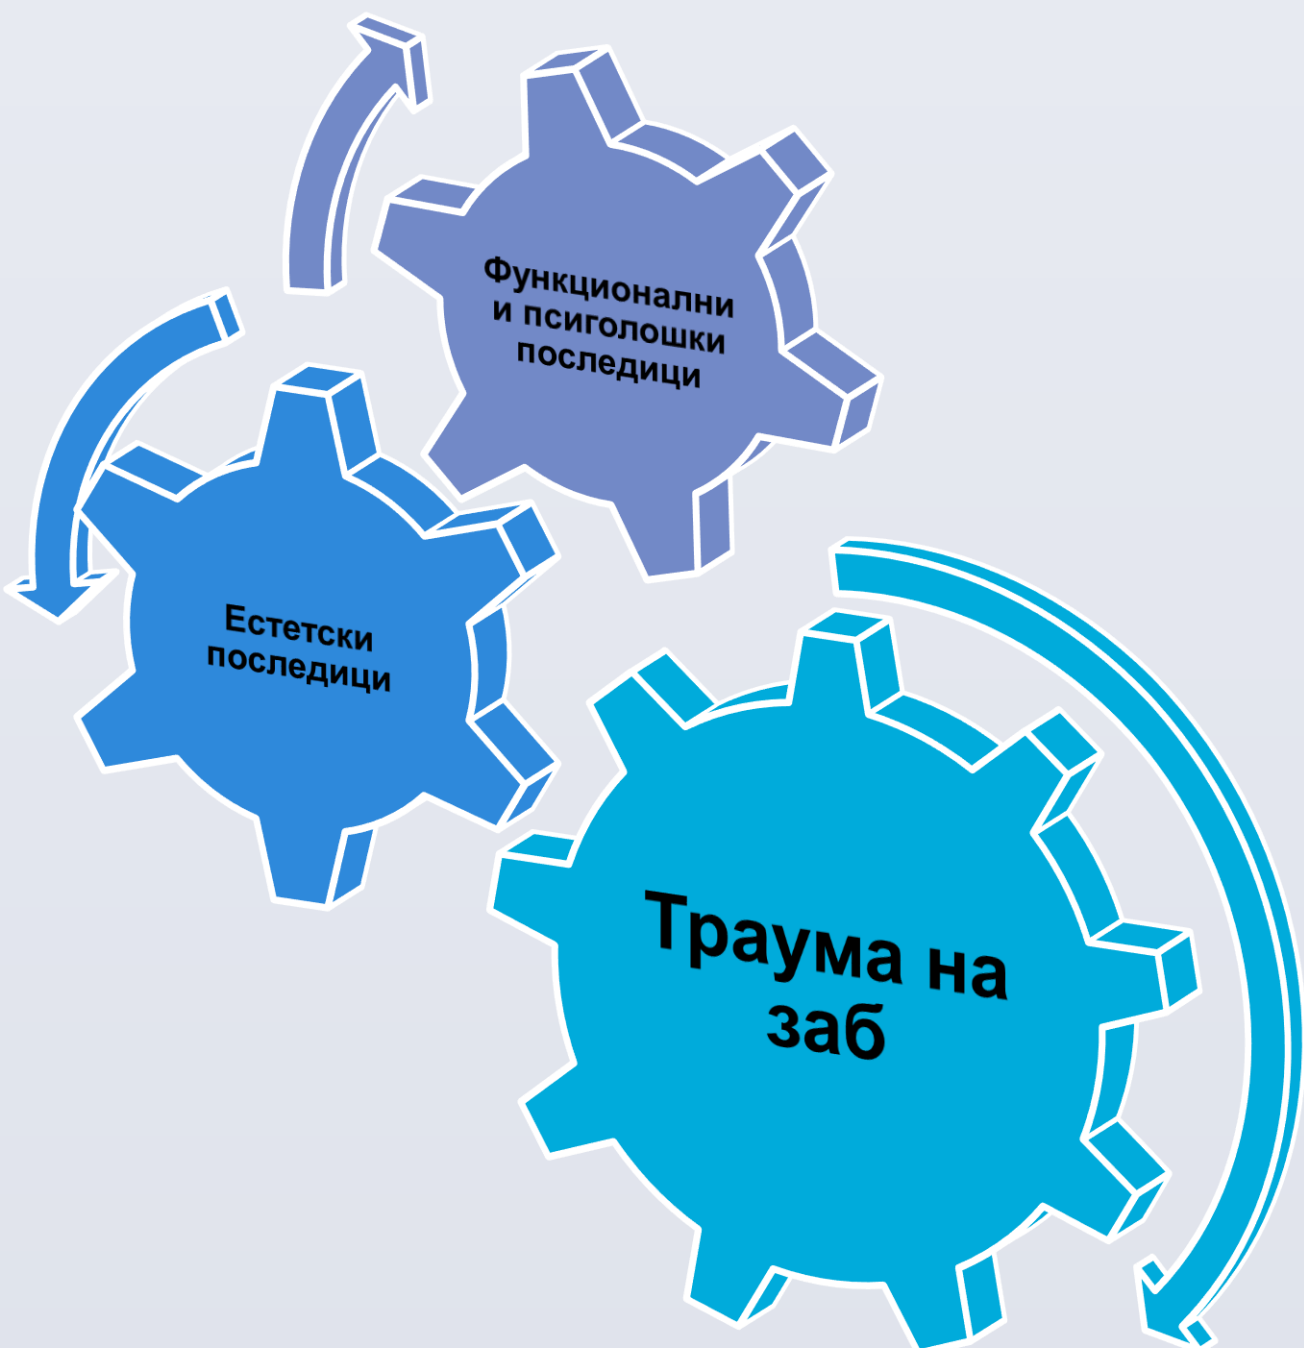 Функционални
и псиголошки
последици
Естетски
последици
Траума на
заб